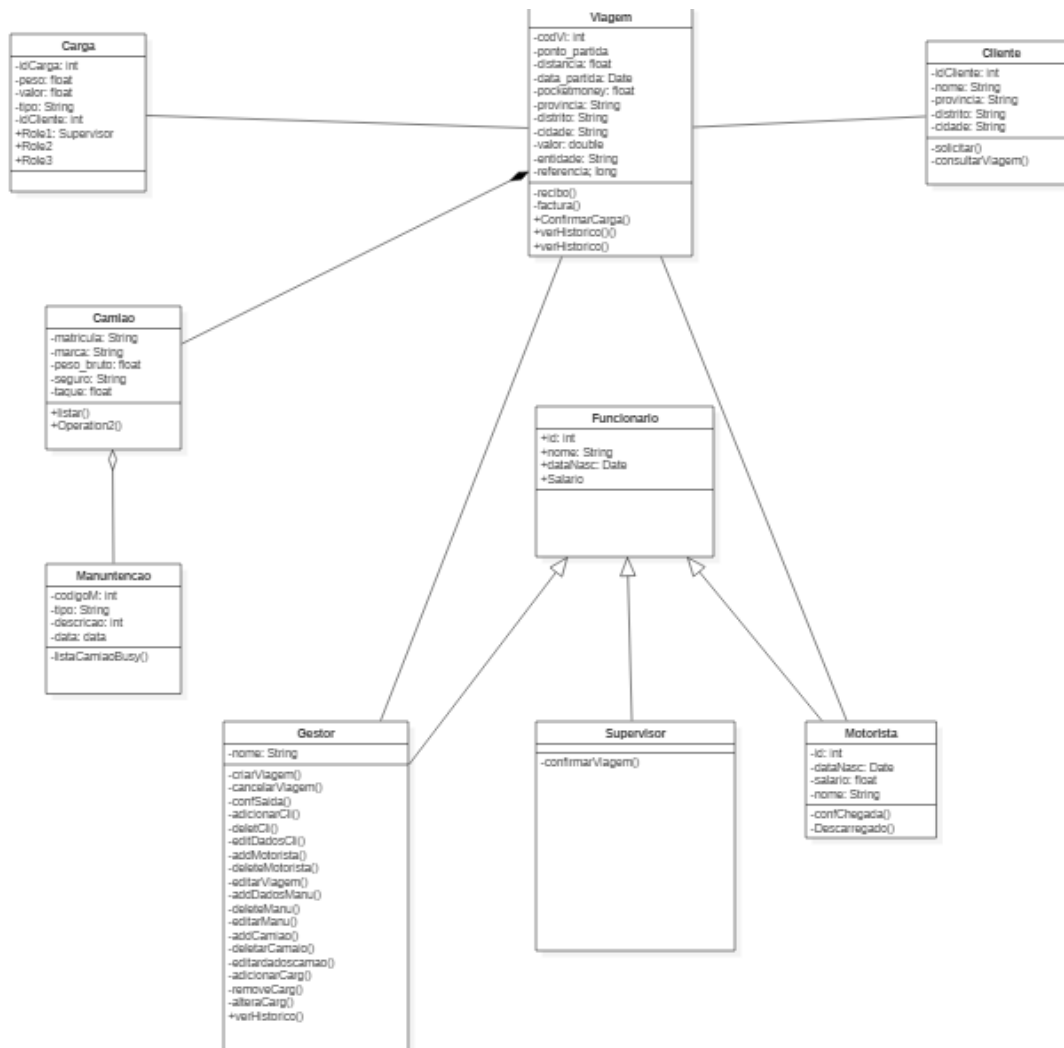 Viagem
-codVi: int
-ponto_partida
-distancia: float
-data_partida: Date
-pocketmoney: float
-provincia: String
-distrito: String
-cidade: String
-valor: double
-entidade: String
-referencia; long
-recibo()
-factura()
+ConfirmarCarga()
+verHistorico()()
+verHistorico()
Carga
-idCarga: int
-peso: float
-valor: float
-tipo: String
-idCliente: int
+Role1: Supervisor
+Role2
+Role3
Cliente
-idCliente: int
-nome: String
-provincia: String
-distrito: String
-cidade: String
-solicitar()
-consultarViagem()
Camiao
-matricula: String
-marca: String
-peso_bruto: float
-seguro: String
-taque: float
+listar()
+Operation2()
Funcionario
+id: int
+nome: String
+dataNasc: Date
+Salario
Manuntencao
-codigoM: int
-tipo: String
-descricao: int
-data: data
-listaCamiaoBusy()
Gestor
-nome: String
-criarViagem()
-cancelarViagem()
-confSaida()
-adicionarCli()
-deletCli()
-editDadosCli()
-addMotorista()
-deleteMotorista()
-editarViagem()
-addDadosManu()
-deleteManu()
-editarManu()
-addCamiao()
-deletarCamaio()
-editardadoscamao()
-adicionarCarg()
-removeCarg()
-alteraCarg()
+verHistorico()
Supervisor
-confirmarViagem()
Motorista
-id: int
-dataNasc: Date
-salario: float
-nome: String
-confChegada()
-Descarregado()